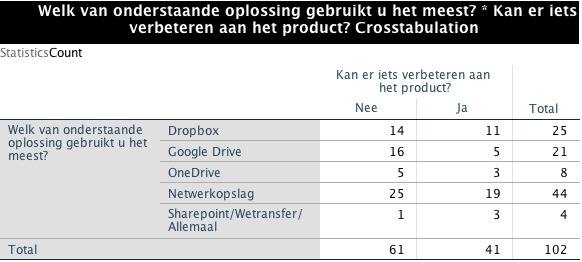 Welk van onderstaande oplossing gebruikt u het meest? * Kan er iets
verbeteren aan het product? Crosstabulation
StatisticsCount
Kan er iets verbeteren aan
het product?
Nee Ja Total
Welk van onderstaande
oplossing gebruikt u het
meest?
Dropbox 14 11 25
Google Drive 16 5 21
OneDrive 5 3 8
Netwerkopslag 25 19 44
Sharepoint/Wetransfer/
Allemaal 1 3 4
Total 61 41 102